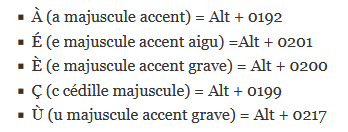 ▪ À (a majuscule accent) = Alt + 0192
▪ É (e majuscule accent aigu) =Alt + 0201
▪ È (e majuscule accent grave) = Alt + 0200
▪ Ç (c cédille majuscule) = Alt + 0199
▪ Ù (u majuscule accent grave) = Alt + 0217